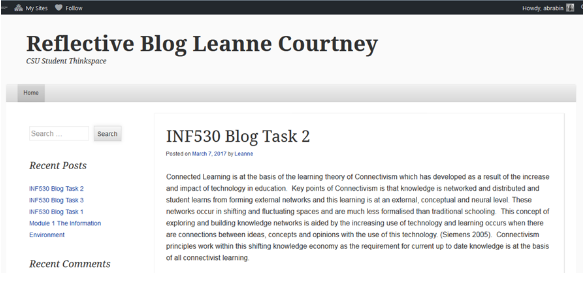 My Sites Follow Howdy, abrabin
Reflective Blog Leanne Courtney
CSU Student Thinkspace
Home
Search ... Search
Recent Posts
INF530 Blog Task 2
INF530 Blog Task 3
INF530 Blog Task 1
Module 1 The Information
Environment
Recent Comments
INF530 Blog Task 2
Posted on March 7, 2017 by Leanne
Connected Learning is at the basis of the learning theory of Connectivism which has developed as a result of the increase
and impact of technology in education. Key points of Connectivism is that knowledge is networked and distributed and
student learns from forming external networks and this learning is at an external, conceptual and neural level. These
networks occur in shifting and fluctuating spaces and are much less formalised than traditional schooling. This concept of
exploring and building knowledge networks is aided by the increasing use of technology and learning occurs when there
are connections between ideas, concepts and opinions with the use of this technology. (Siemens 2005). Connectivism
principles work within this shifting knowledge economy as the requirement for current up to date knowledge is at the basis
of all connectivist learning.